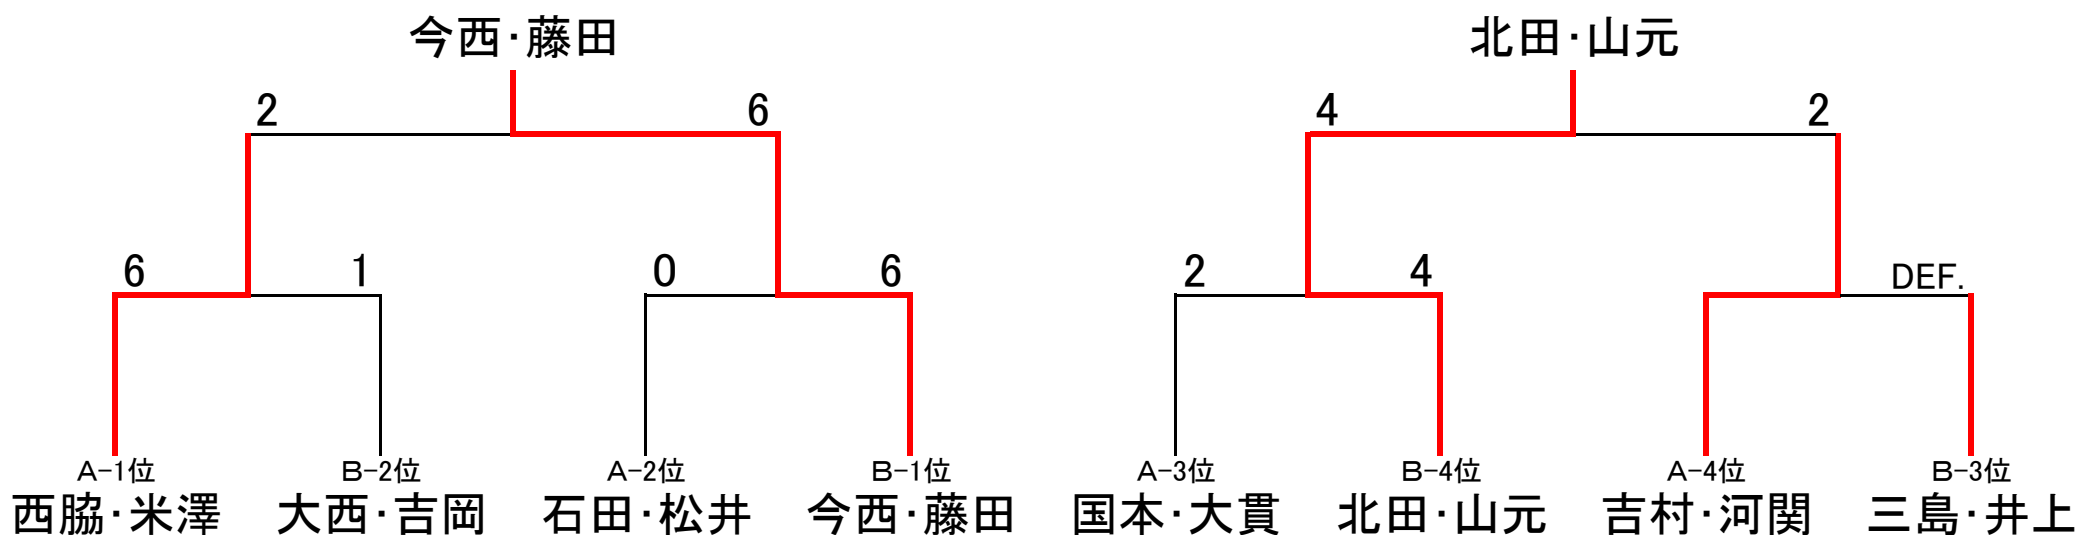 今西・藤田 北田・山元
2 6 4 2
6 1 0 6 2 4 DEF.
A-1位 B-2位 A-2位 B-1位 A-3位 B-4位 A-4位 B-3位
西脇・米澤 大西・吉岡 石田・松井 今西・藤田 国本・大貫 北田・山元 吉村・河関 三島・井上